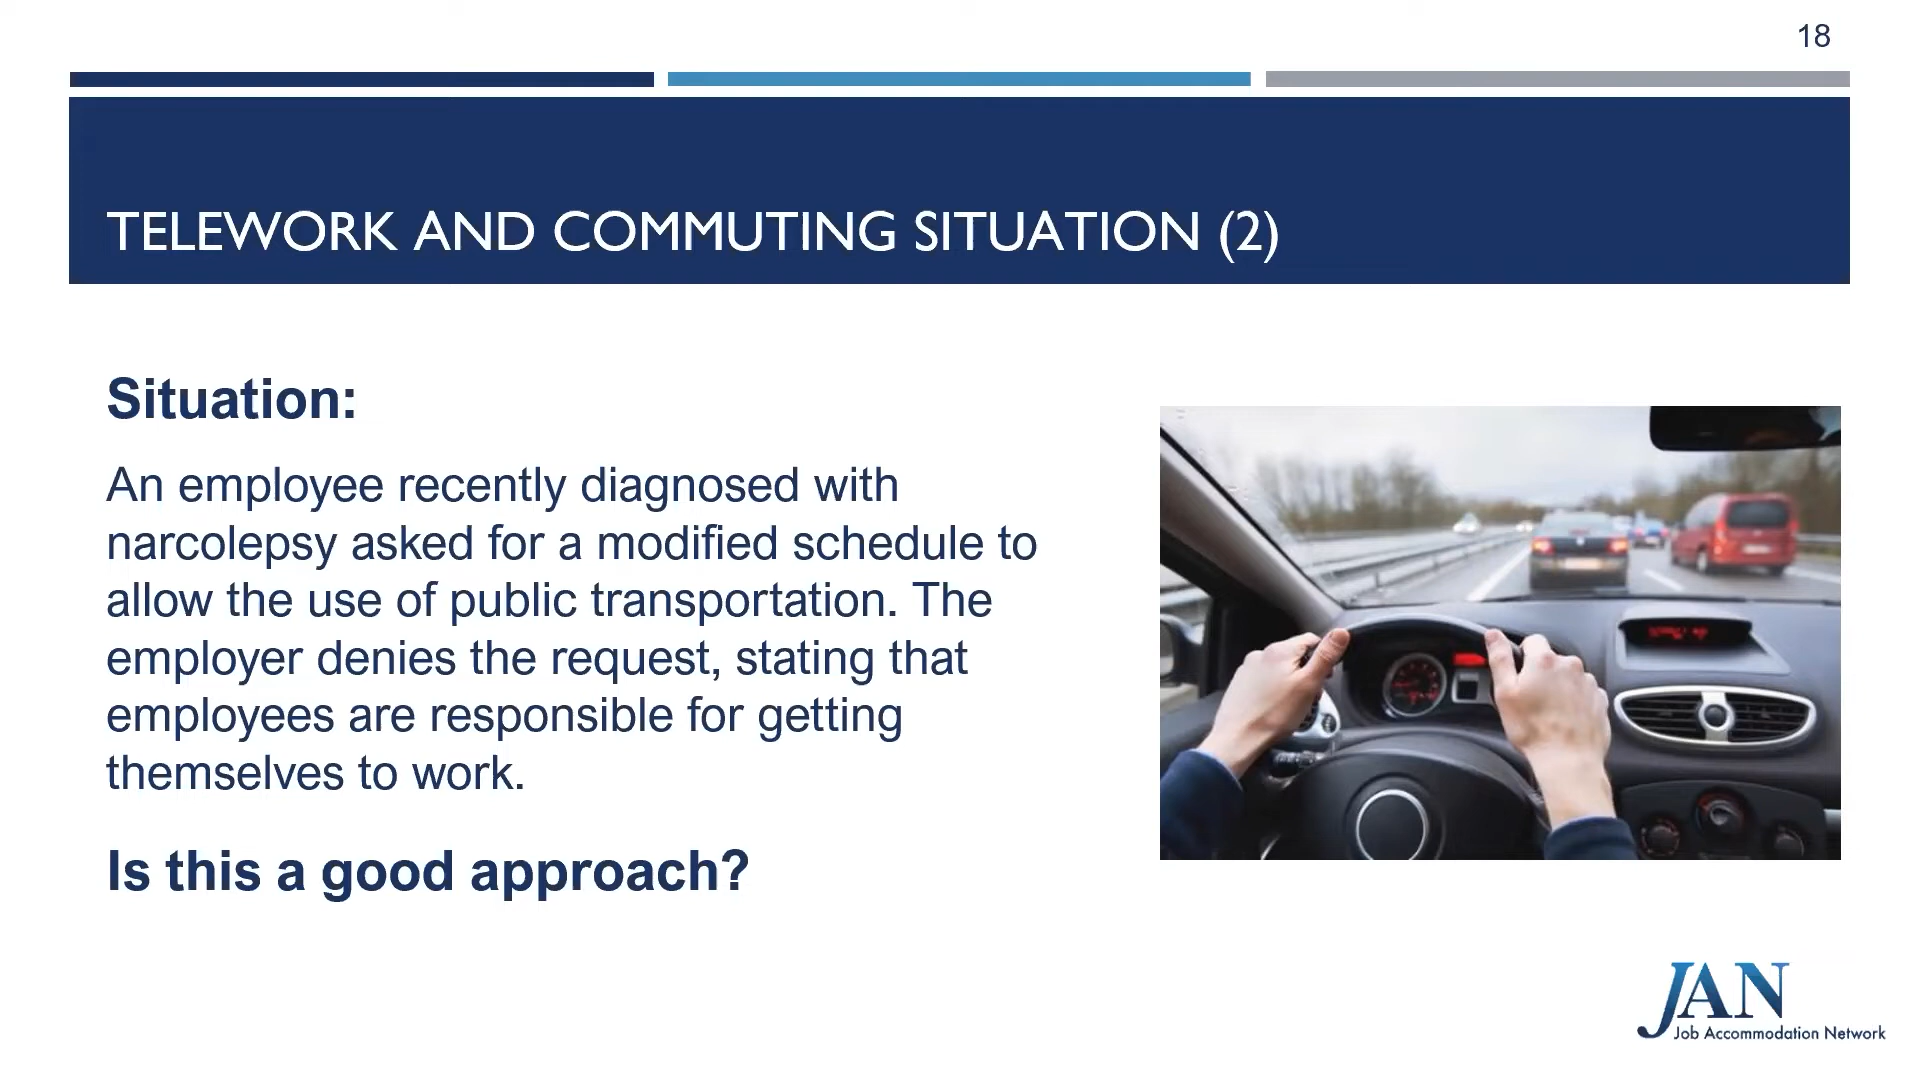 18
TELEWORK AND COMMUTING SITUATION (2)
Situation:
An employee recently diagnosed with
narcolepsy asked for a modified schedule to
allow the use of public transportation. The
employer denies the request, stating that
employees are responsible for getting
themselves to work.
Is this a good approach?
JAN
Job Accommodation Network